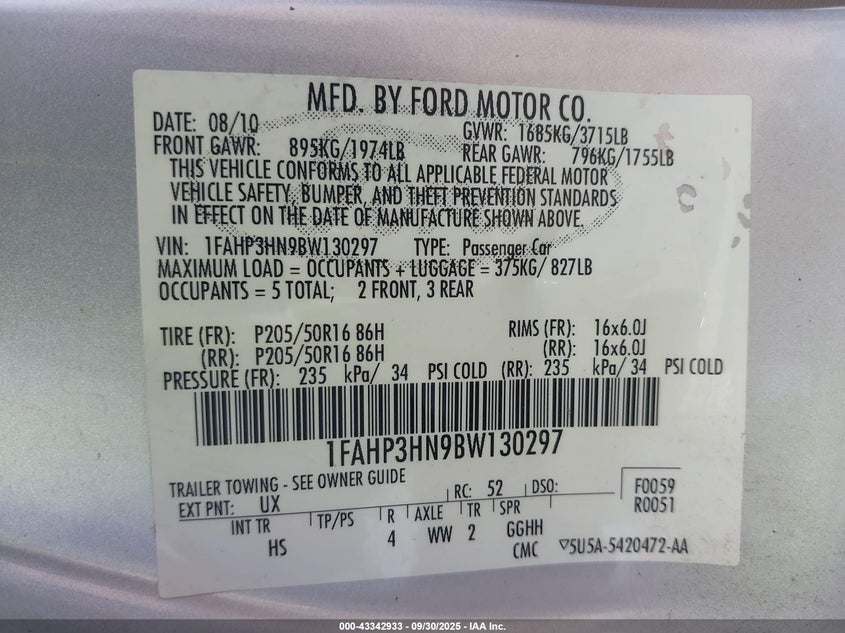 MFD. BY FORD MOTOR CO.
DATE: 08/10 GVWR: 1685KG/3715LB
FRONT GAWR: 895KG/1974LB REAR GAWR: 796KG/1755LB
THIS VEHICLE CONFORMS TO ALL APPLICABLE FEDERAL MOTOR
VEHICLE SAFETY, BUMPER, AND THEFT PREVENTION STANDARDS
IN EFFECT ON THE DATE OF MANUFACTURE SHOWN ABOVE.
VIN: 1FAHP3HN9BW130297 TYPE: Passenger Car
MAXIMUM LOAD = OCCUPANTS + LUGGAGE = 375KG/ 827LB
OCCUPANTS = 5 TOTAL; 2 FRONT, 3 REAR
TIRE (FR): P205/50R16 86H RIMS (FR): 16x6.0J
(RR): P205/50R16 86H (RR): 16x6.0J
PRESSURE (FR): 235 kPa/ 34 PSI COLD (RR): 235 kPa/ 34 PSI COLD
1FAHP3HN9BW130297
TRAILER TOWING - SEE OWNER GUIDE
EXT PNT: UX RC: 52 DSO: F0059
R0051
INT TR TP/PS R AXLE TR SPR
HS 4 WW 2 GGHH
CMC ▽5U5A-5420472-AA
000-43342933 - 09/30/2025 - IAA Inc.